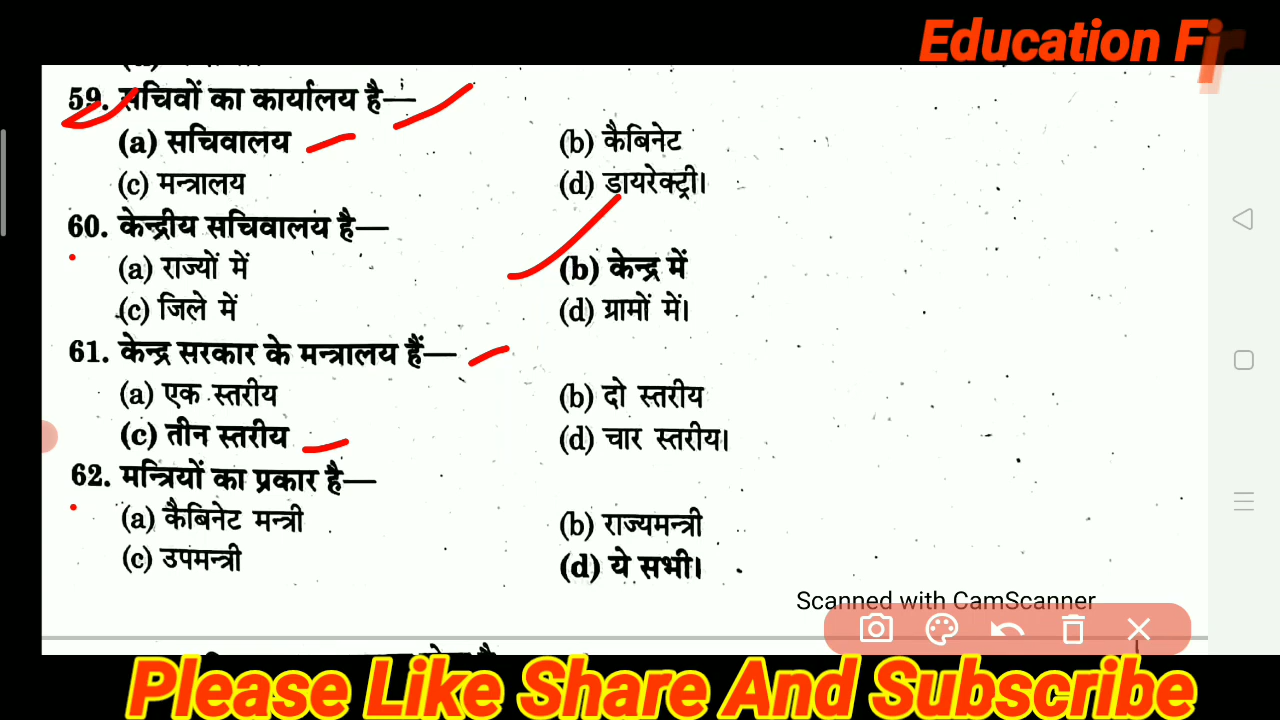 Education Fir
59. सचिवों का कार्यालय है—
(a) सचिवालय (b) कैबिनेट
(c) मन्त्रालय (d) डायरेक्ट्री।
60. केन्द्रीय सचिवालय है—
(a) राज्यों में (b) केन्द्र में
(c) जिले में (d) ग्रामों में।
61. केन्द्र सरकार के मन्त्रालय हैं—
(a) एक स्तरीय (b) दो स्तरीय
(c) तीन स्तरीय (d) चार स्तरीय।
62. मन्त्रियों का प्रकार है—
(a) कैबिनेट मन्त्री (b) राज्यमन्त्री
(c) उपमन्त्री (d) ये सभी।
Scanned with CamScanner
Please Like Share And Subscribe